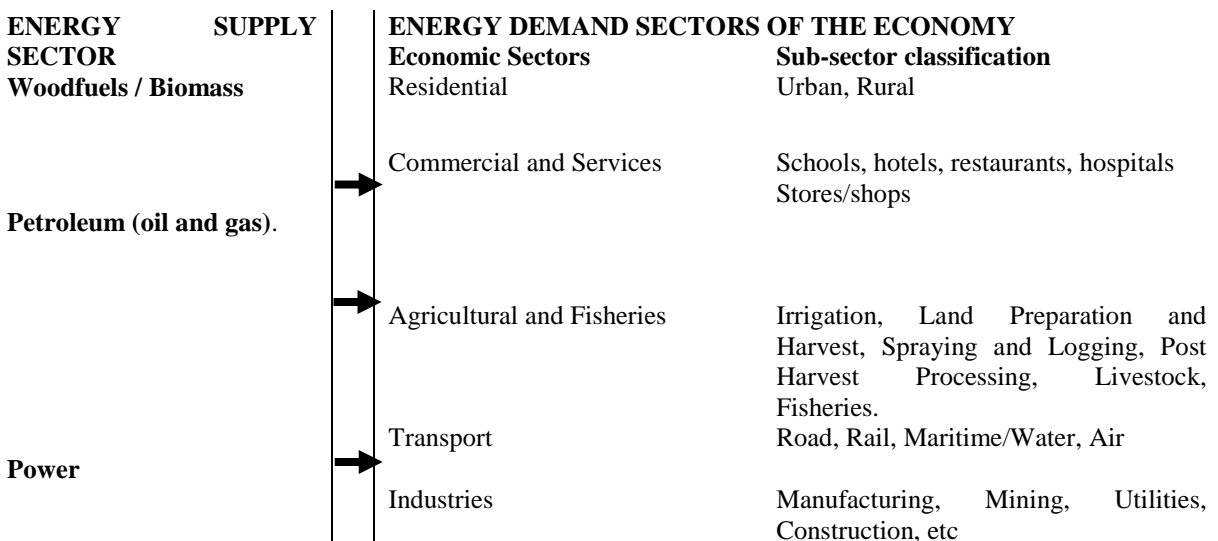 ENERGY SUPPLY SECTOR
Woodfuels / Biomass
Petroleum (oil and gas).
Power
ENERGY DEMAND SECTORS OF THE ECONOMY
Economic Sectors Sub-sector classification
Residential Urban, Rural
Commercial and Services Schools, hotels, restaurants, hospitals
Stores/shops
Agricultural and Fisheries Irrigation, Land Preparation and
Harvest, Spraying and Logging, Post
Harvest Processing, Livestock,
Fisheries.
Transport Road, Rail, Maritime/Water, Air
Industries Manufacturing, Mining, Utilities,
Construction, etc